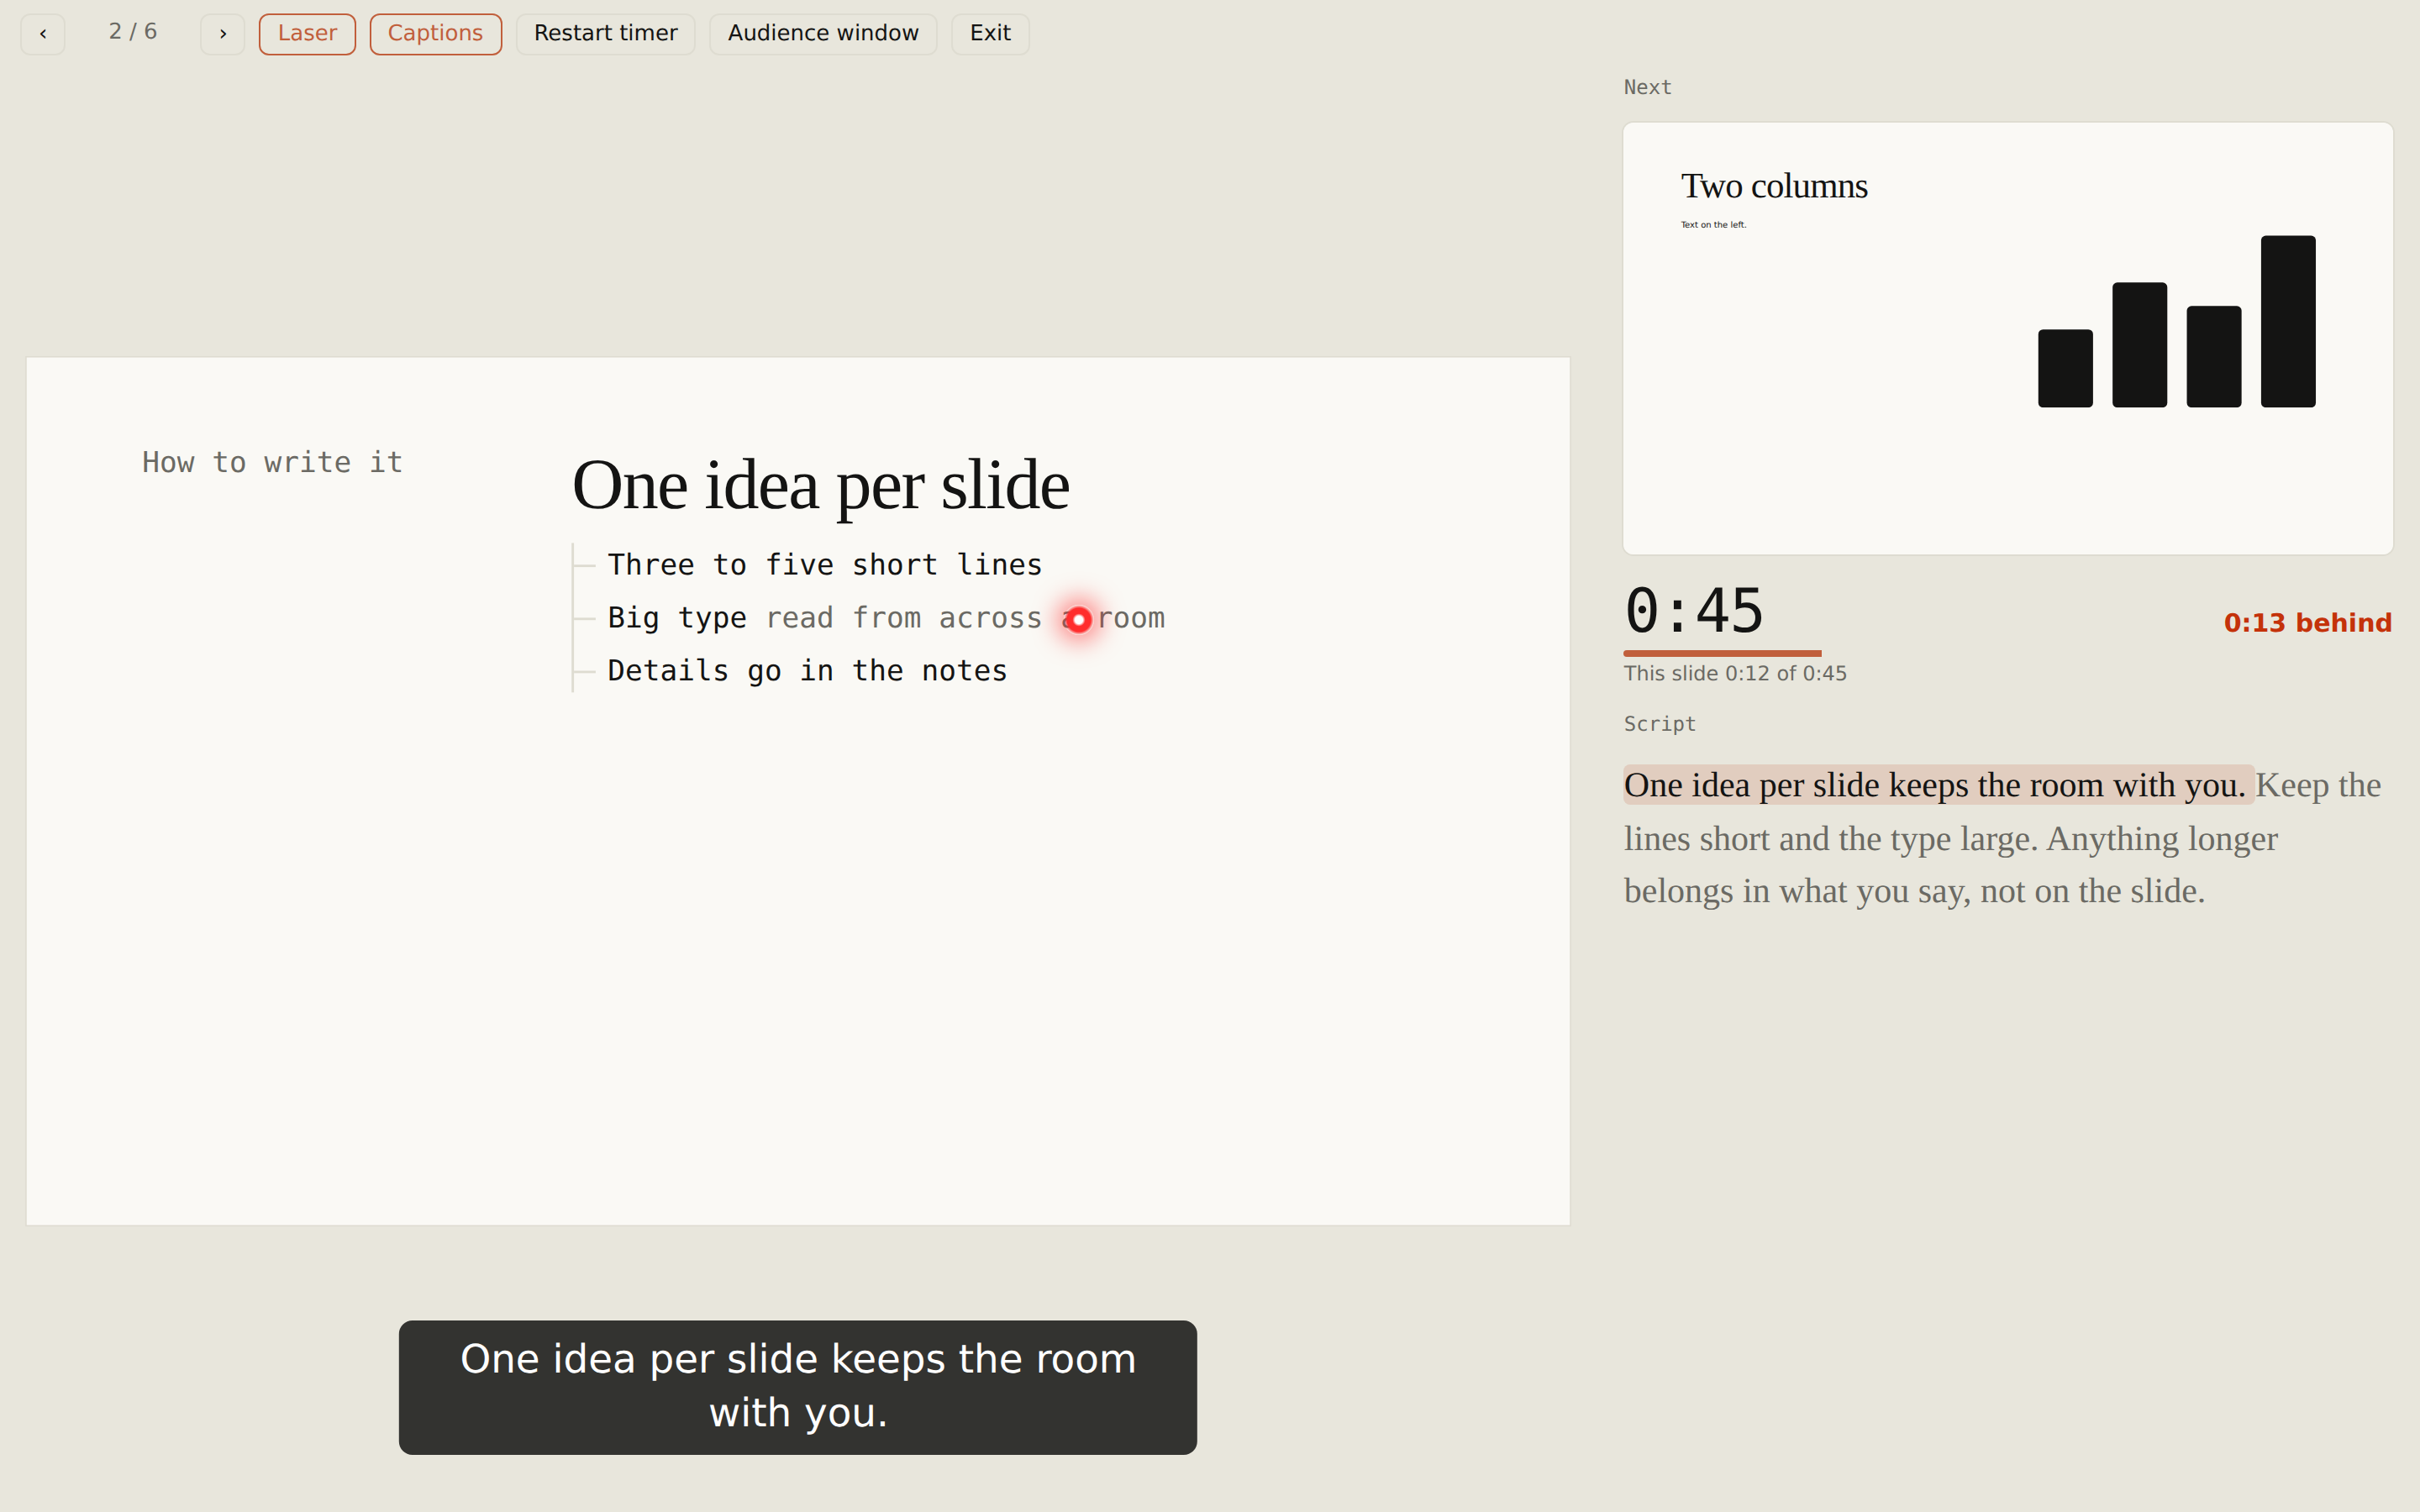 ‹ 2 / 6 › Laser Captions Restart timer Audience window Exit
How to write it
One idea per slide
Three to five short lines
Big type read from across a room
Details go in the notes
One idea per slide keeps the room
with you.
Next
Two columns
Text on the left.
0:45
0:13 behind
This slide 0:12 of 0:45
Script
One idea per slide keeps the room with you. Keep the
lines short and the type large. Anything longer
belongs in what you say, not on the slide.